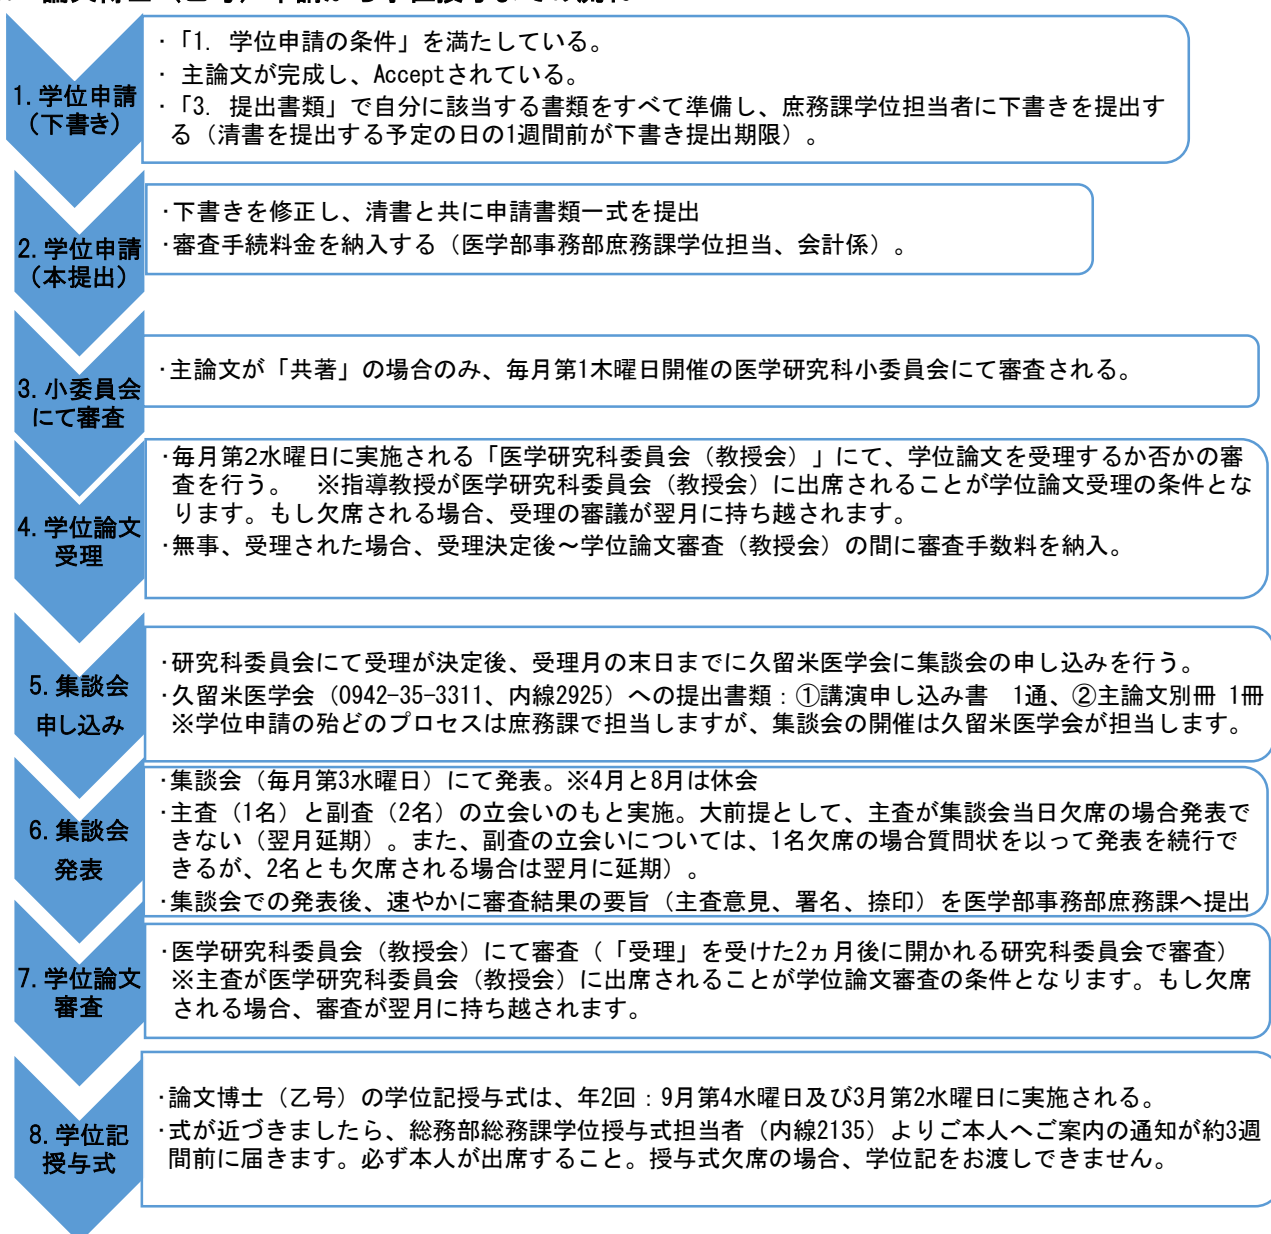 1. 学位申請
（下書き）
・「1. 学位申請の条件」を満たしている。
・ 主論文が完成し、Acceptされている。
・「3. 提出書類」で自分に該当する書類をすべて準備し、庶務課学位担当者に下書きを提出す
る（清書を提出する予定の日の1週間前が下書き提出期限）。
2. 学位申請
（本提出）
・下書きを修正し、清書と共に申請書類一式を提出
・審査手続料金を納入する（医学部事務部庶務課学位担当、会計係）。
3. 小委員会
にて審査
・主論文が「共著」の場合のみ、毎月第1木曜日開催の医学研究科小委員会にて審査される。
4. 学位論文
受理
・毎月第2水曜日に実施される「医学研究科委員会（教授会）」にて、学位論文を受理するか否かの審
査を行う。　※指導教授が医学研究科委員会（教授会）に出席されることが学位論文受理の条件とな
ります。もし欠席される場合、受理の審議が翌月に持ち越されます。
・無事、受理された場合、受理決定後～学位論文審査（教授会）の間に審査手数料を納入。
5. 集談会
申し込み
・研究科委員会にて受理が決定後、受理月の末日までに久留米医学会に集談会の申し込みを行う。
・久留米医学会（0942-35-3311、内線2925）への提出書類：①講演申し込み書　1通、②主論文別冊 1冊
※学位申請の殆どのプロセスは庶務課で担当しますが、集談会の開催は久留米医学会が担当します。
6. 集談会
発表
・集談会（毎月第3水曜日）にて発表。※4月と8月は休会
・主査（1名）と副査（2名）の立会いのもと実施。大前提として、主査が集談会当日欠席の場合発表で
きない（翌月延期）。また、副査の立会いについては、1名欠席の場合質問状を以って発表を続行で
きるが、2名とも欠席される場合は翌月に延期）。
・集談会での発表後、速やかに審査結果の要旨（主査意見、署名、捺印）を医学部事務部庶務課へ提出
7. 学位論文
審査
・医学研究科委員会（教授会）にて審査（「受理」を受けた2ヵ月後に開かれる研究科委員会で審査）
※主査が医学研究科委員会（教授会）に出席されることが学位論文審査の条件となります。もし欠席
される場合、審査が翌月に持ち越されます。
8. 学位記
授与式
・論文博士（乙号）の学位記授与式は、年2回：9月第4水曜日及び3月第2水曜日に実施される。
・式が近づきましたら、総務部総務課学位授与式担当者（内線2135）よりご本人へご案内の通知が約3週
間前に届きます。必ず本人が出席すること。授与式欠席の場合、学位記をお渡しできません。